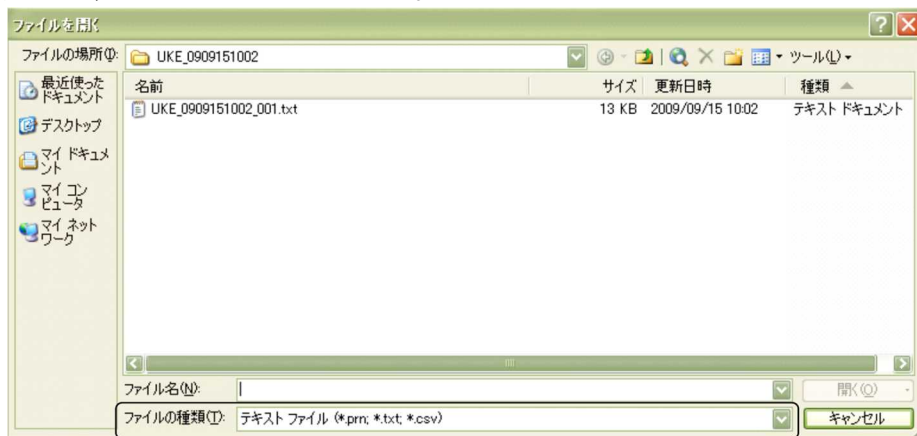 ファイルを開く
ファイルの場所(I): UKE_0909151002 ツール(L)
最近使ったドキュメント
デスクトップ
マイ ドキュメント
マイ コンピュータ
マイ ネットワーク
名前 サイズ 更新日時 種類
UKE_0909151002_001.txt 13 KB 2009/09/15 10:02 テキスト ドキュメント
ファイル名(N): 開く(O)
ファイルの種類(T): テキスト ファイル (*.prn; *.txt; *.csv) キャンセル